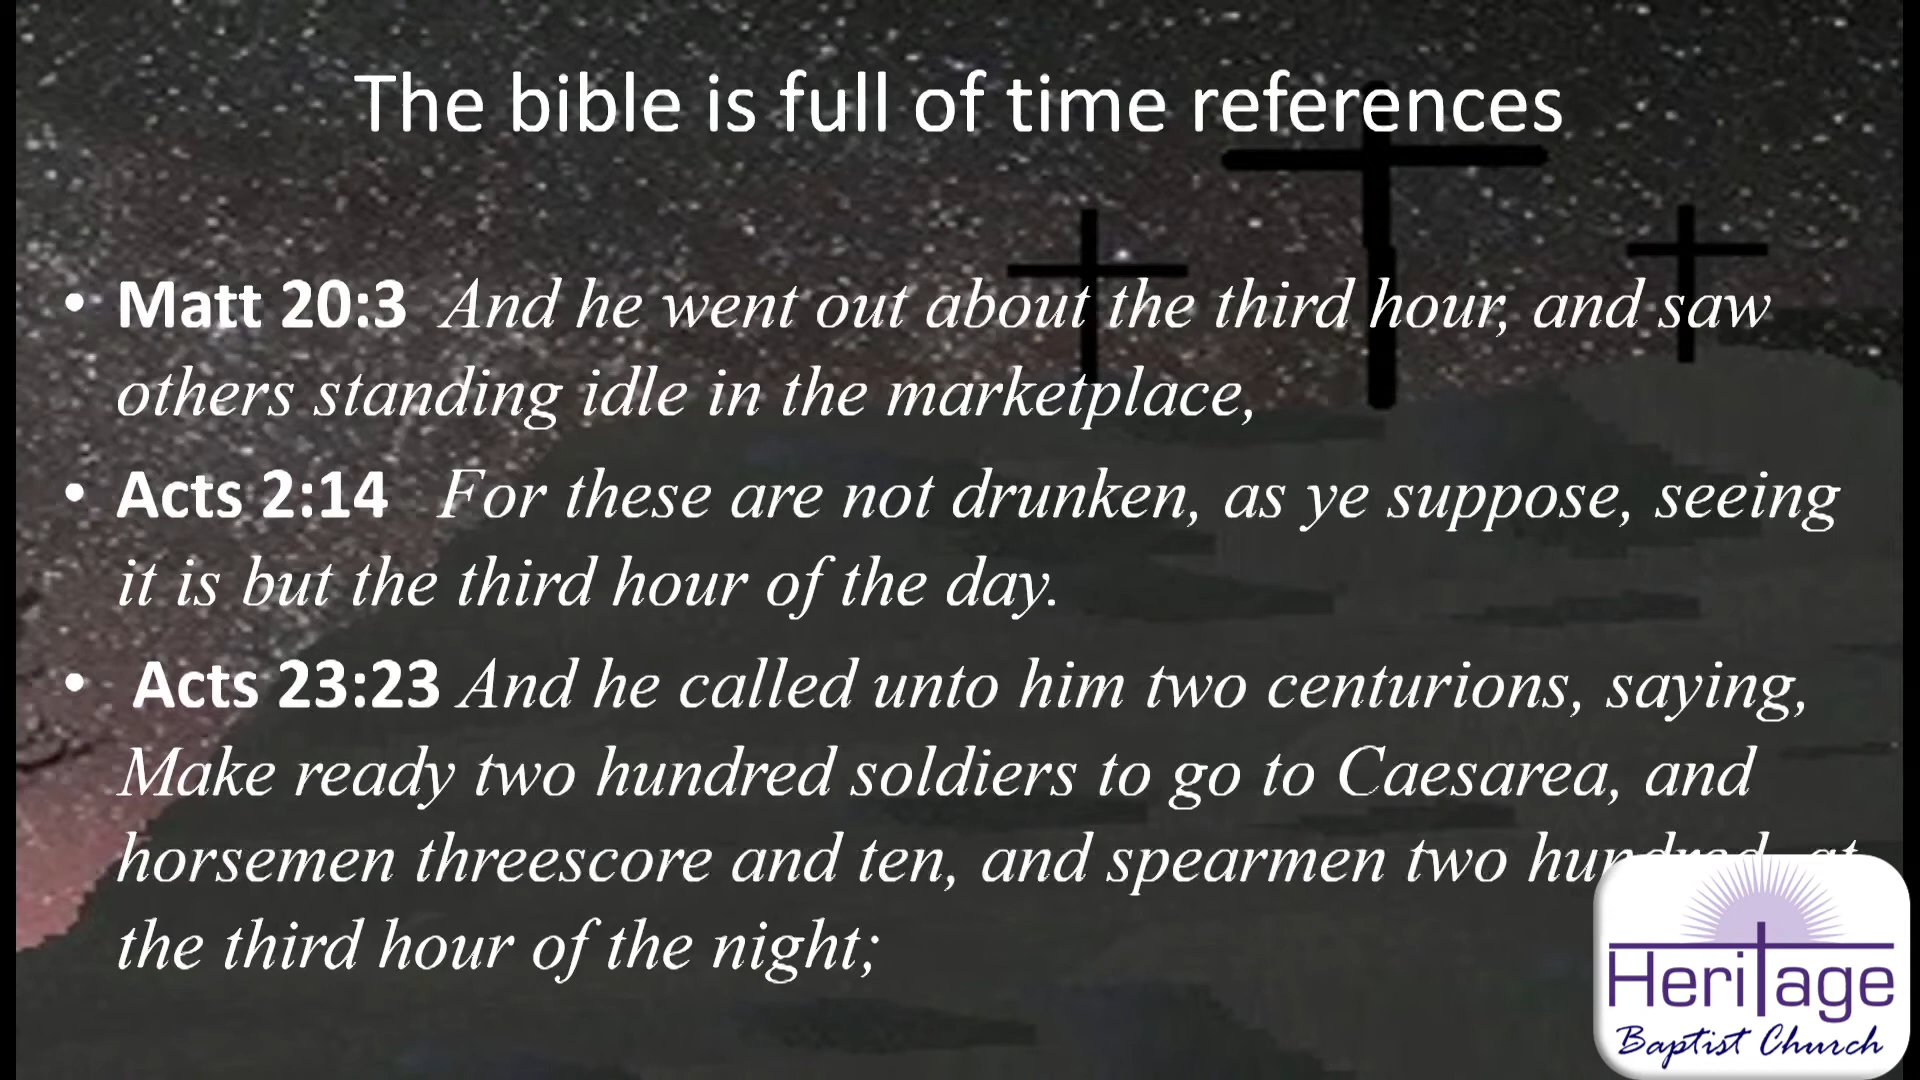 The bible is full of time references
• Matt 20:3 And he went out about the third hour, and saw
others standing idle in the marketplace,
• Acts 2:14 For these are not drunken, as ye suppose, seeing
it is but the third hour of the day.
• Acts 23:23 And he called unto him two centurions, saying,
Make ready two hundred soldiers to go to Caesarea, and
horsemen threescore and ten, and spearmen two hundred, at
the third hour of the night;
Heritage
Baptist Church